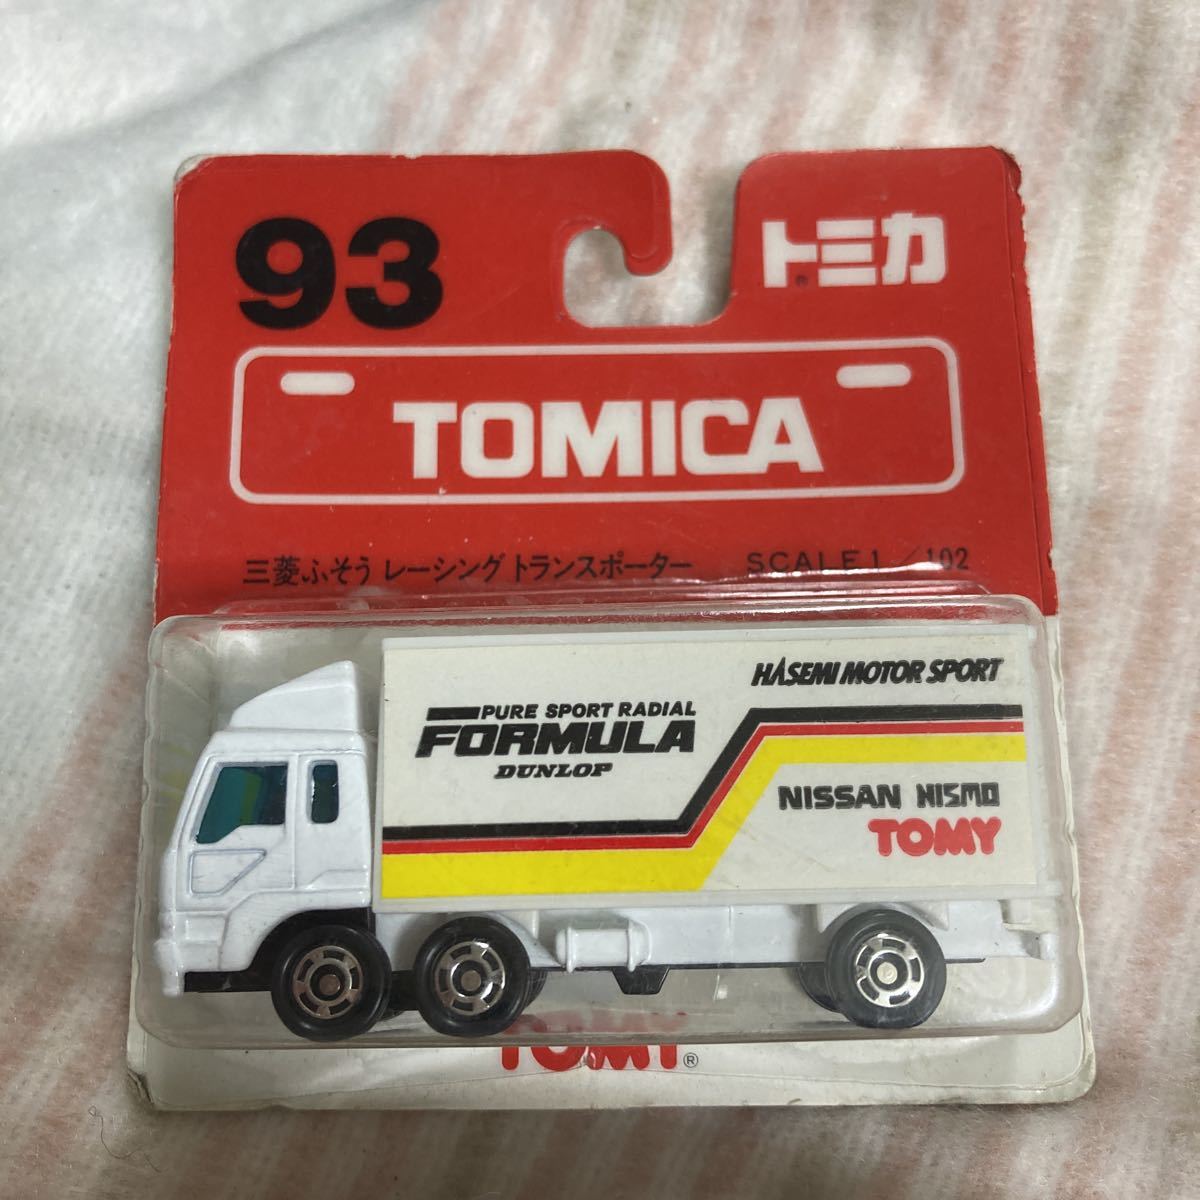 93
トミカ
TOMICA
三菱ふそう レーシング トランスポーター SCALE 1/102
HASEMI MOTOR SPORT
PURE SPORT RADIAL
FORMULA
DUNLOP
NISSAN NISMO
TOMY
TOMY®